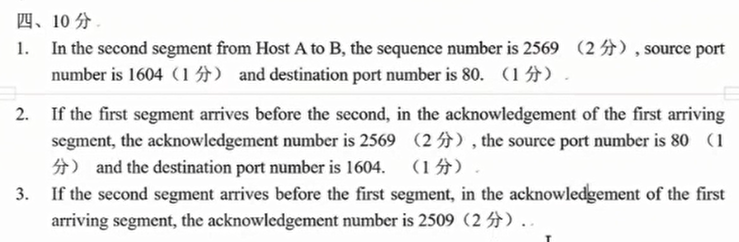 四、10 分
1. In the second segment from Host A to B, the sequence number is 2569 （2 分）, source port
number is 1604（1 分） and destination port number is 80. （1 分）.
2. If the first segment arrives before the second, in the acknowledgement of the first arriving
segment, the acknowledgement number is 2569 （2 分）, the source port number is 80 （1
分） and the destination port number is 1604. （1 分）.
3. If the second segment arrives before the first segment, in the acknowledgement of the first
arriving segment, the acknowledgement number is 2509（2 分）. .